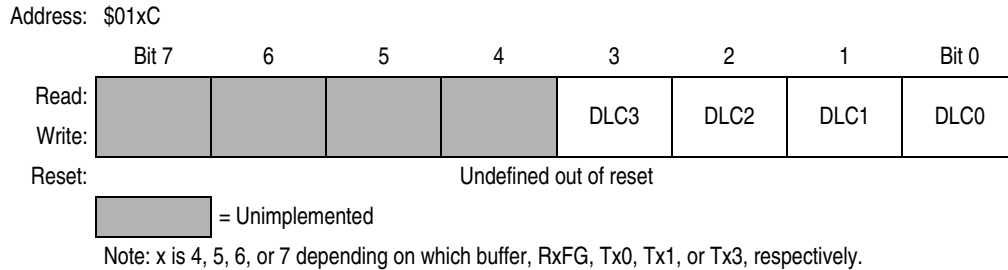 Address: $01xC
Bit 7 6 5 4 3 2 1 Bit 0
Read:
DLC3 DLC2 DLC1 DLC0
Write:
Reset: Undefined out of reset
= Unimplemented
Note: x is 4, 5, 6, or 7 depending on which buffer, RxFG, Tx0, Tx1, or Tx3, respectively.